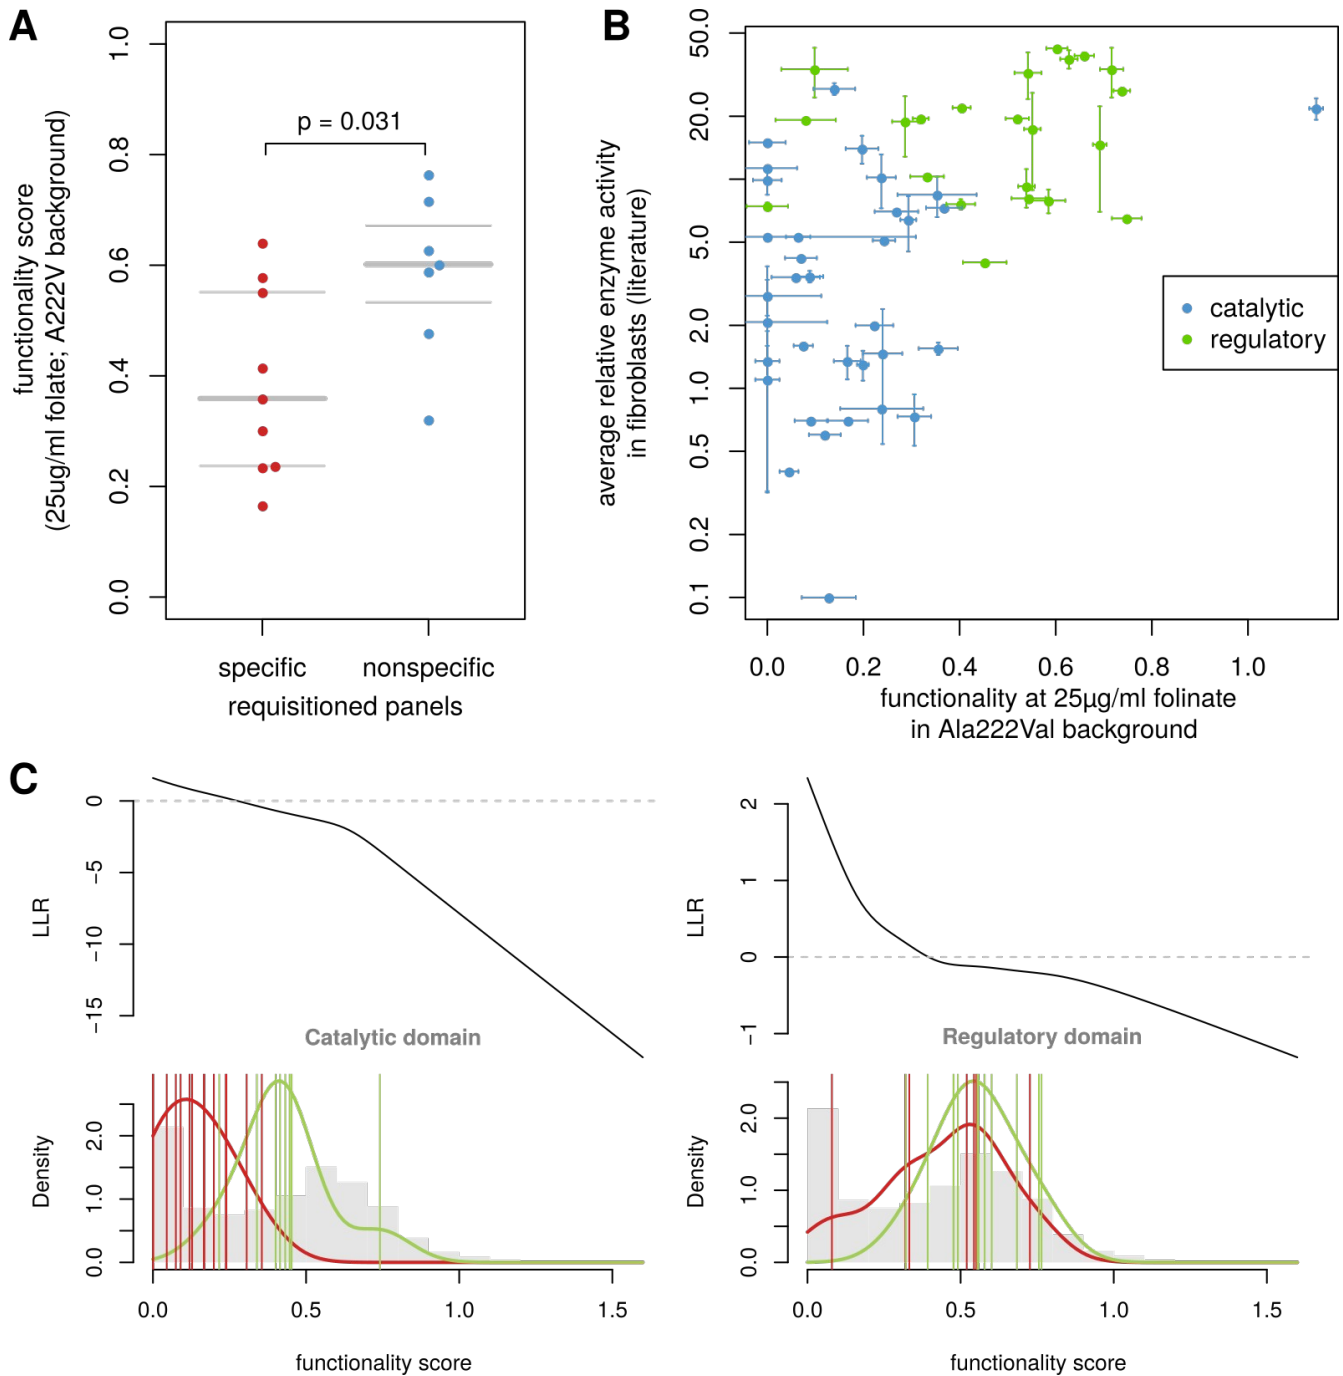 A
functionality score
(25ug/ml folate; A222V background)
1.0
0.8
0.6
0.4
0.2
0.0
p = 0.031
specific
nonspecific
requisitioned panels
B
average relative enzyme activity
in fibroblasts (literature)
50.0
20.0
5.0
2.0
1.0
0.5
0.2
0.1
catalytic
regulatory
0.0 0.2 0.4 0.6 0.8 1.0
functionality at 25µg/ml folinate
in Ala222Val background
C
LLR
0
−5
−10
−15
Catalytic domain
Density
2.0
1.0
0.0
0.0 0.5 1.0 1.5
functionality score
LLR
2
1
0
−1
Regulatory domain
Density
2.0
1.0
0.0
0.0 0.5 1.0 1.5
functionality score